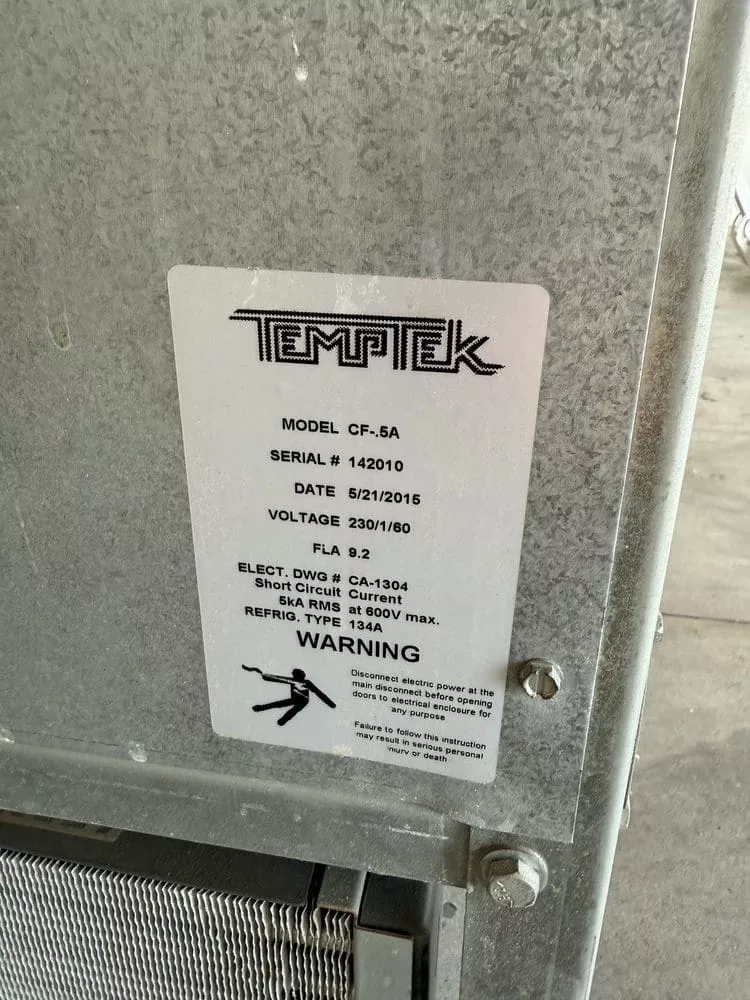 TEMPTEK
MODEL CF-.5A
SERIAL # 142010
DATE 5/21/2015
VOLTAGE 230/1/60
FLA 9.2
ELECT. DWG # CA-1304
Short Circuit Current
5kA RMS at 600V max.
REFRIG. TYPE 134A
WARNING
Disconnect electric power at the
main disconnect before opening
doors to electrical enclosure for
any purpose
Failure to follow this instruction
may result in serious personal
injury or death